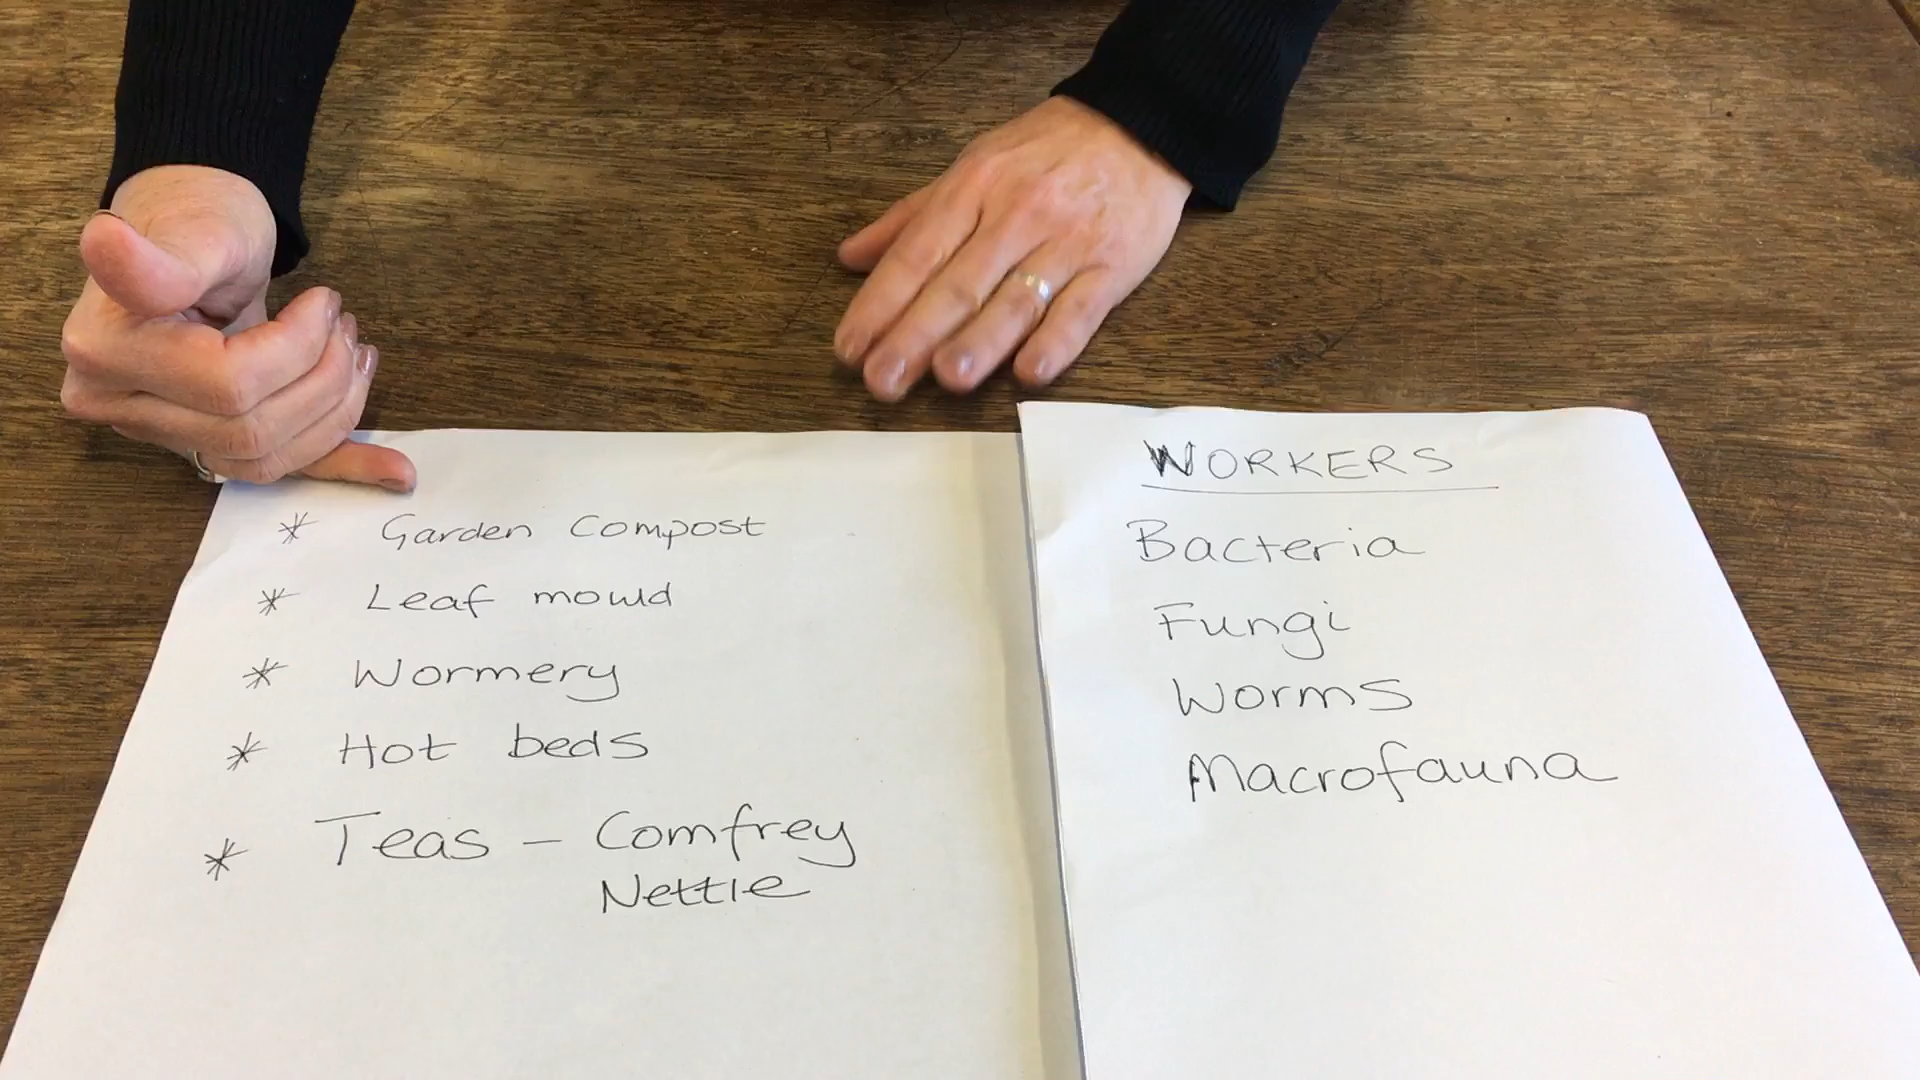 * Garden Compost
* Leaf mould
* Wormery
* Hot beds
* Teas - Comfrey
Nettle
WORKERS
Bacteria
Fungi
Worms
Macrofauna